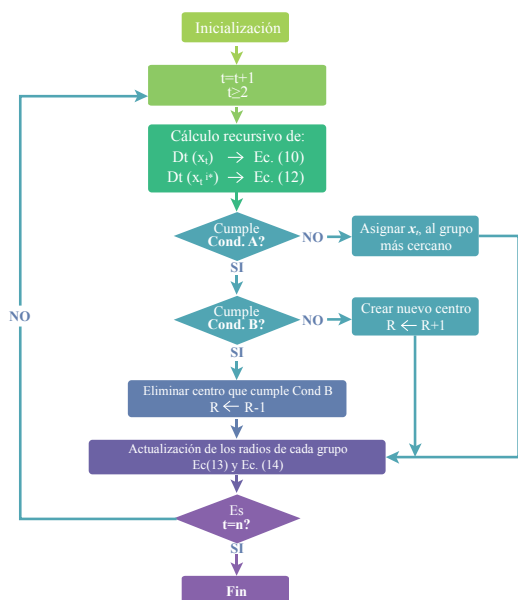 Inicialización
t=t+1
t≥2
Cálculo recursivo de:
Dt (xₜ) → Ec. (10)
Dt (xₜ ⁱ*) → Ec. (12)
Cumple
Cond. A?
NO
Asignar xₜ, al grupo
más cercano
SI
Cumple
Cond. B?
NO
Crear nuevo centro
R ← R+1
NO
SI
Eliminar centro que cumple Cond B
R ← R-1
Actualización de los radios de cada grupo
Ec(13) y Ec. (14)
Es
t=n?
SI
Fin